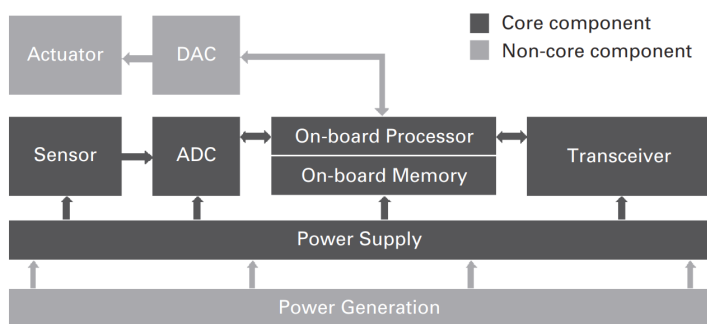 Core component
Non-core component
Actuator
DAC
Sensor
ADC
On-board Processor
On-board Memory
Transceiver
Power Supply
Power Generation